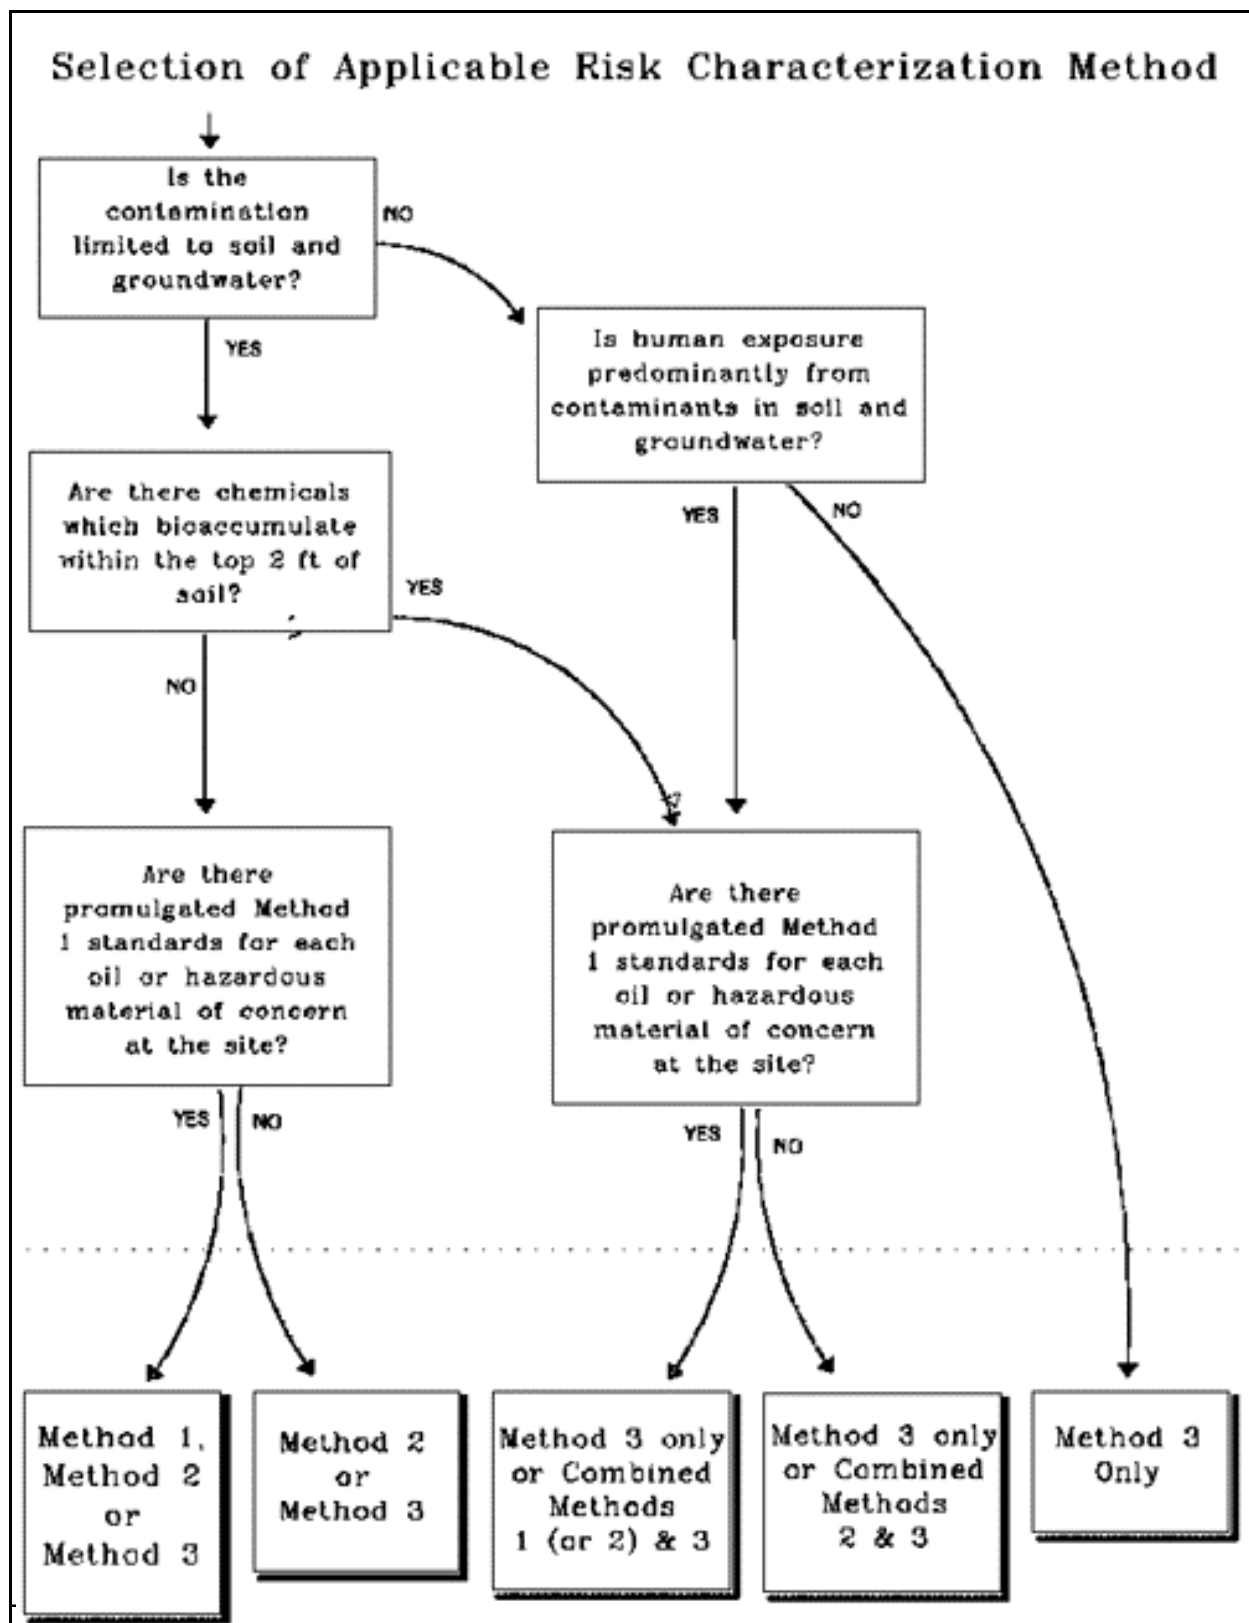 Selection of Applicable Risk Characterization Method
Is the
contamination
limited to soil and
groundwater?
NO
YES
Is human exposure
predominantly from
contaminants in soil and
groundwater?
Are there chemicals
which bioaccumulate
within the top 2 ft of
soil?
YES
NO
YES
NO
Are there
promulgated Method
1 standards for each
oil or hazardous
material of concern
at the site?
Are there
promulgated Method
1 standards for each
oil or hazardous
material of concern
at the site?
YES
NO
YES
NO
Method 1,
Method 2
or
Method 3
Method 2
or
Method 3
Method 3 only
or Combined
Methods
1 (or 2) & 3
Method 3 only
or Combined
Methods
2 & 3
Method 3
Only